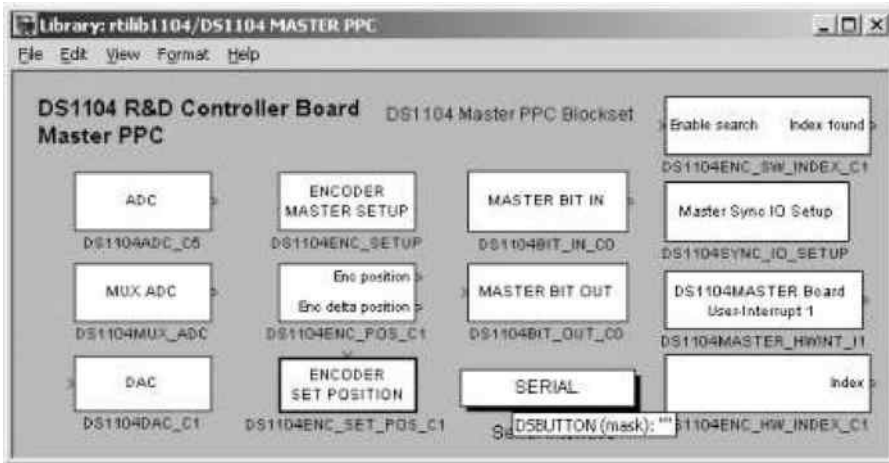 Library: rtilib1104/DS1104 MASTER PPC
File Edit View Format Help
DS1104 R&D Controller Board
Master PPC
DS1104 Master PPC Blockset
ADC
DS1104ADC_C5
MUX ADC
DS1104MUX_ADC
DAC
DS1104DAC_C1
ENCODER
MASTER SETUP
DS1104ENC_SETUP
Enc position
Enc delta position
DS1104ENC_POS_C1
ENCODER
SET POSITION
DS1104ENC_SET_POS_C1
MASTER BIT IN
DS1104BIT_IN_C0
MASTER BIT OUT
DS1104BIT_OUT_C0
SERIAL
DSBUTTON (mask): ""
Enable search Index found
DS1104ENC_SW_INDEX_C1
Master Sync IO Setup
DS1104SYNC_IO_SETUP
DS1104MASTER Board
User-Interrupt 1
DS1104MASTER_HWINT_I1
Index
S1104ENC_HW_INDEX_C1